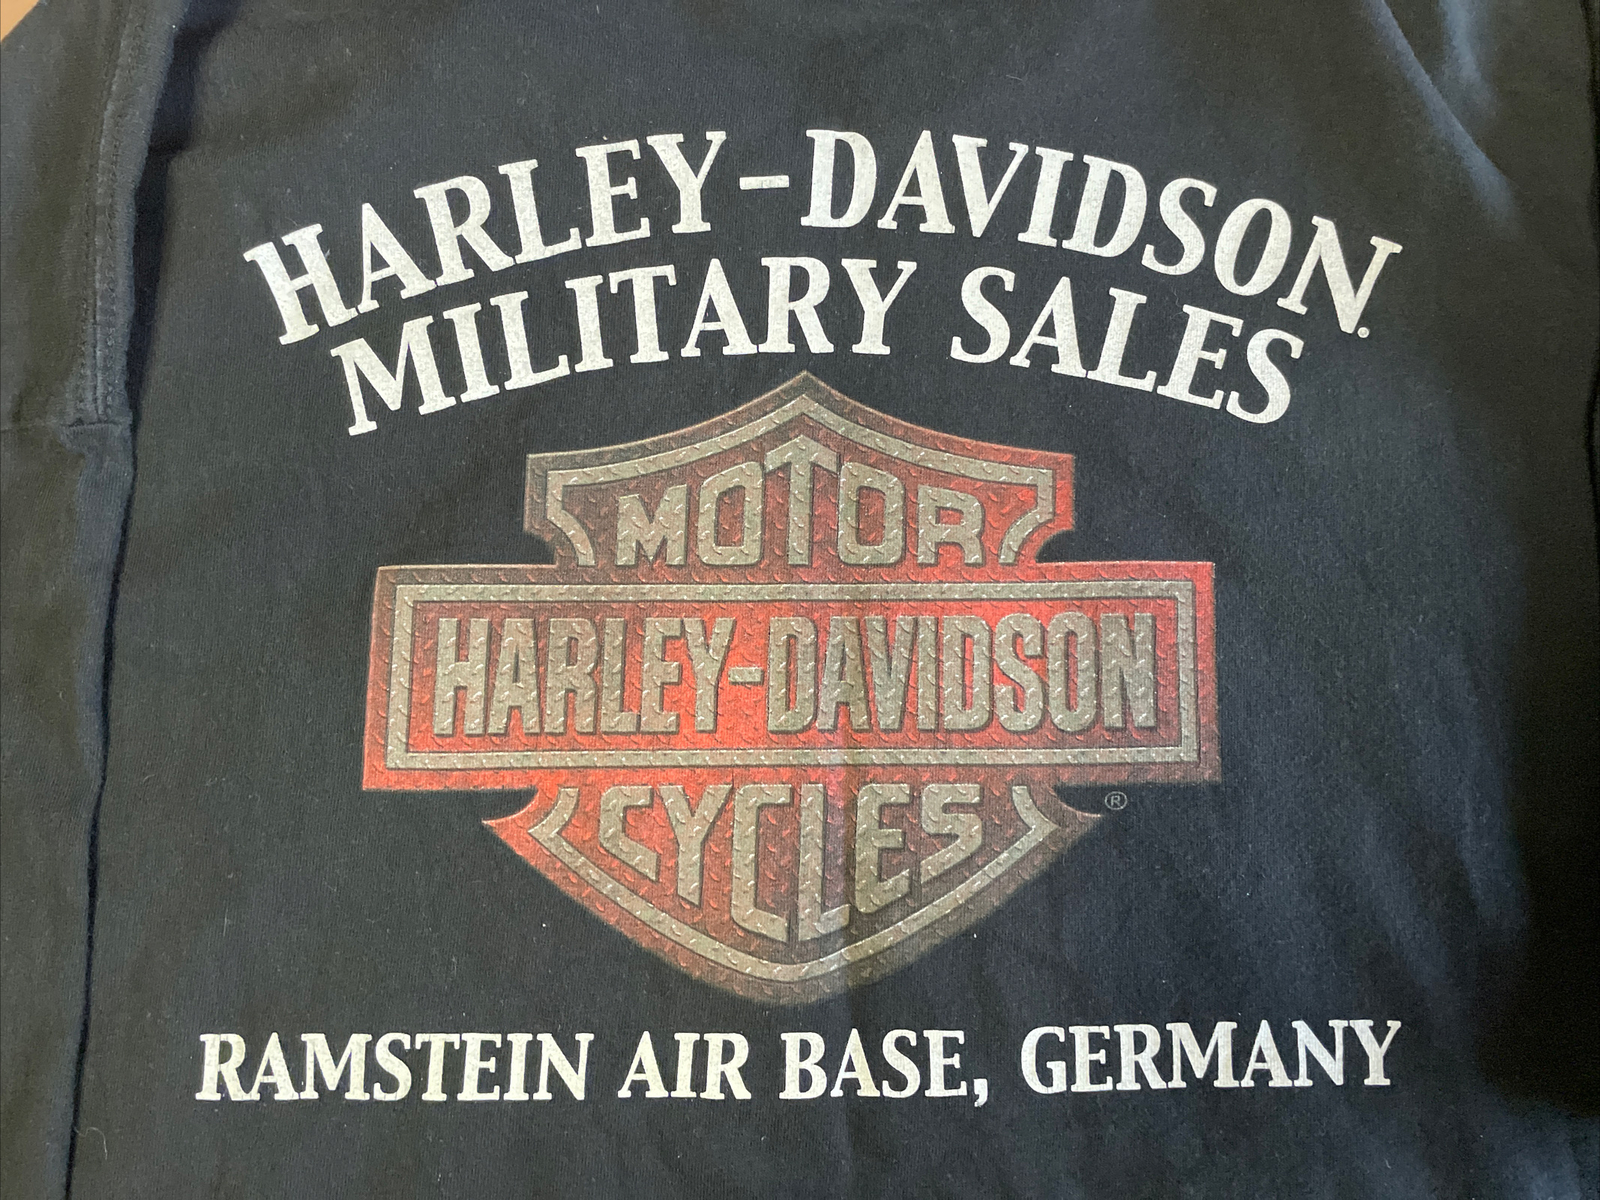 HARLEY-DAVIDSON.
MILITARY SALES
MOTOR
HARLEY-DAVIDSON
CYCLES
®
RAMSTEIN AIR BASE, GERMANY